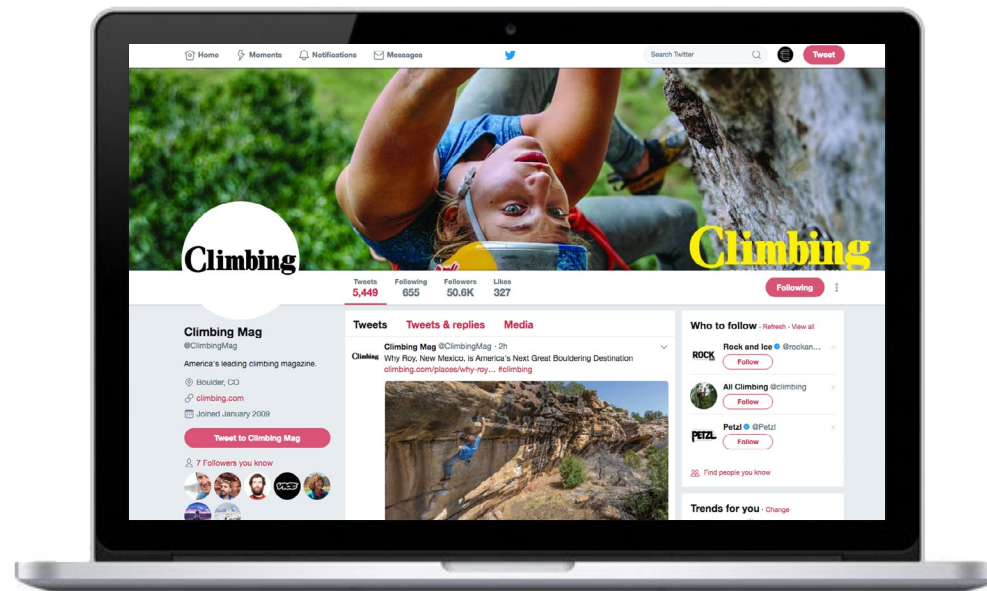 Home Moments Notifications Messages Search Twitter Tweet
Climbing
Climbing
Tweets Following Followers Likes
5,449 655 50.6K 327
Following
Climbing Mag
@ClimbingMag
America's leading climbing magazine.
Boulder, CO
climbing.com
Joined January 2009
Tweet to Climbing Mag
7 Followers you know
VICE
Tweets Tweets & replies Media
Climbing Mag @ClimbingMag · 2h
Climbing
Why Roy, New Mexico, is America's Next Great Bouldering Destination
climbing.com/places/why-roy... #climbing
Who to follow · Refresh · View all
ROCK
Rock and Ice @rockan...
Follow
All Climbing @climbing
Follow
PETZL
Petzl @Petzl
Follow
Find people you know
Trends for you · Change